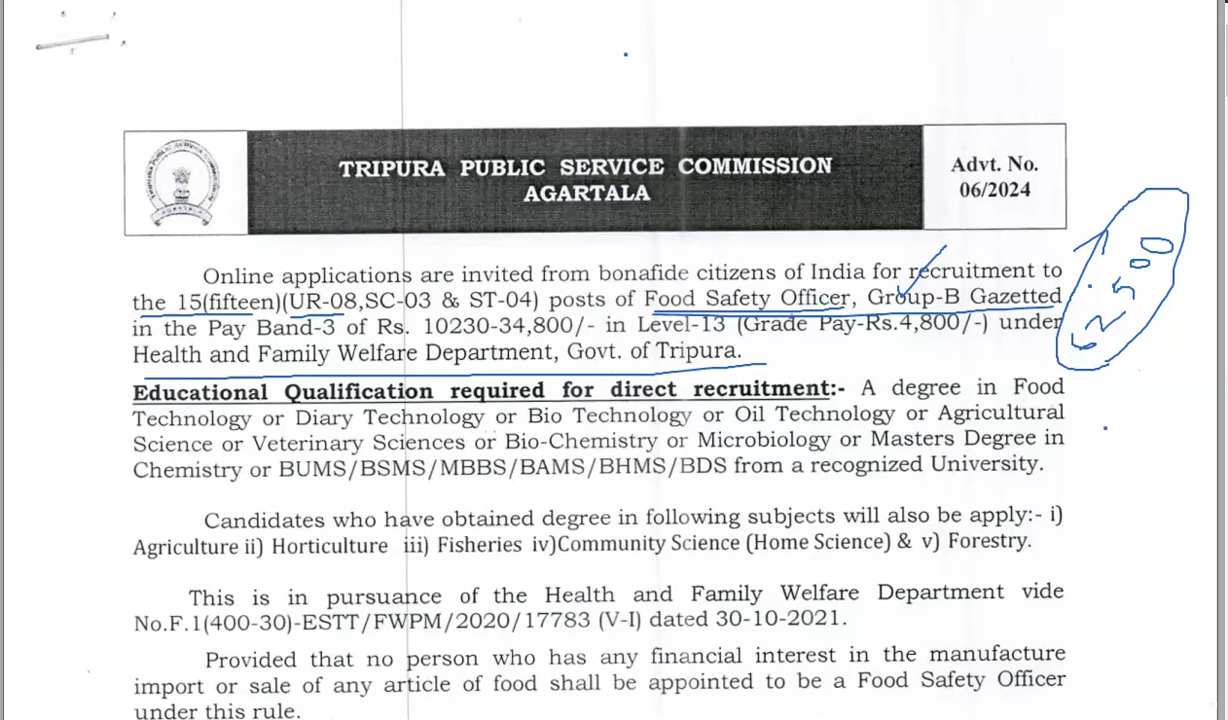 TRIPURA PUBLIC SERVICE COMMISSION
AGARTALA
Advt. No.
06/2024
Online applications are invited from bonafide citizens of India for recruitment to
the 15(fifteen)(UR-08,SC-03 & ST-04) posts of Food Safety Officer, Group-B Gazetted
in the Pay Band-3 of Rs. 10230-34,800/- in Level-13 (Grade Pay-Rs.4,800/-) under
Health and Family Welfare Department, Govt. of Tripura.
62500
Educational Qualification required for direct recruitment:- A degree in Food
Technology or Diary Technology or Bio Technology or Oil Technology or Agricultural
Science or Veterinary Sciences or Bio-Chemistry or Microbiology or Masters Degree in
Chemistry or BUMS/BSMS/MBBS/BAMS/BHMS/BDS from a recognized University.
Candidates who have obtained degree in following subjects will also be apply:- i)
Agriculture ii) Horticulture iii) Fisheries iv)Community Science (Home Science) & v) Forestry.
This is in pursuance of the Health and Family Welfare Department vide
No.F.1(400-30)-ESTT/FWPM/2020/17783 (V-I) dated 30-10-2021.
Provided that no person who has any financial interest in the manufacture
import or sale of any article of food shall be appointed to be a Food Safety Officer
under this rule.